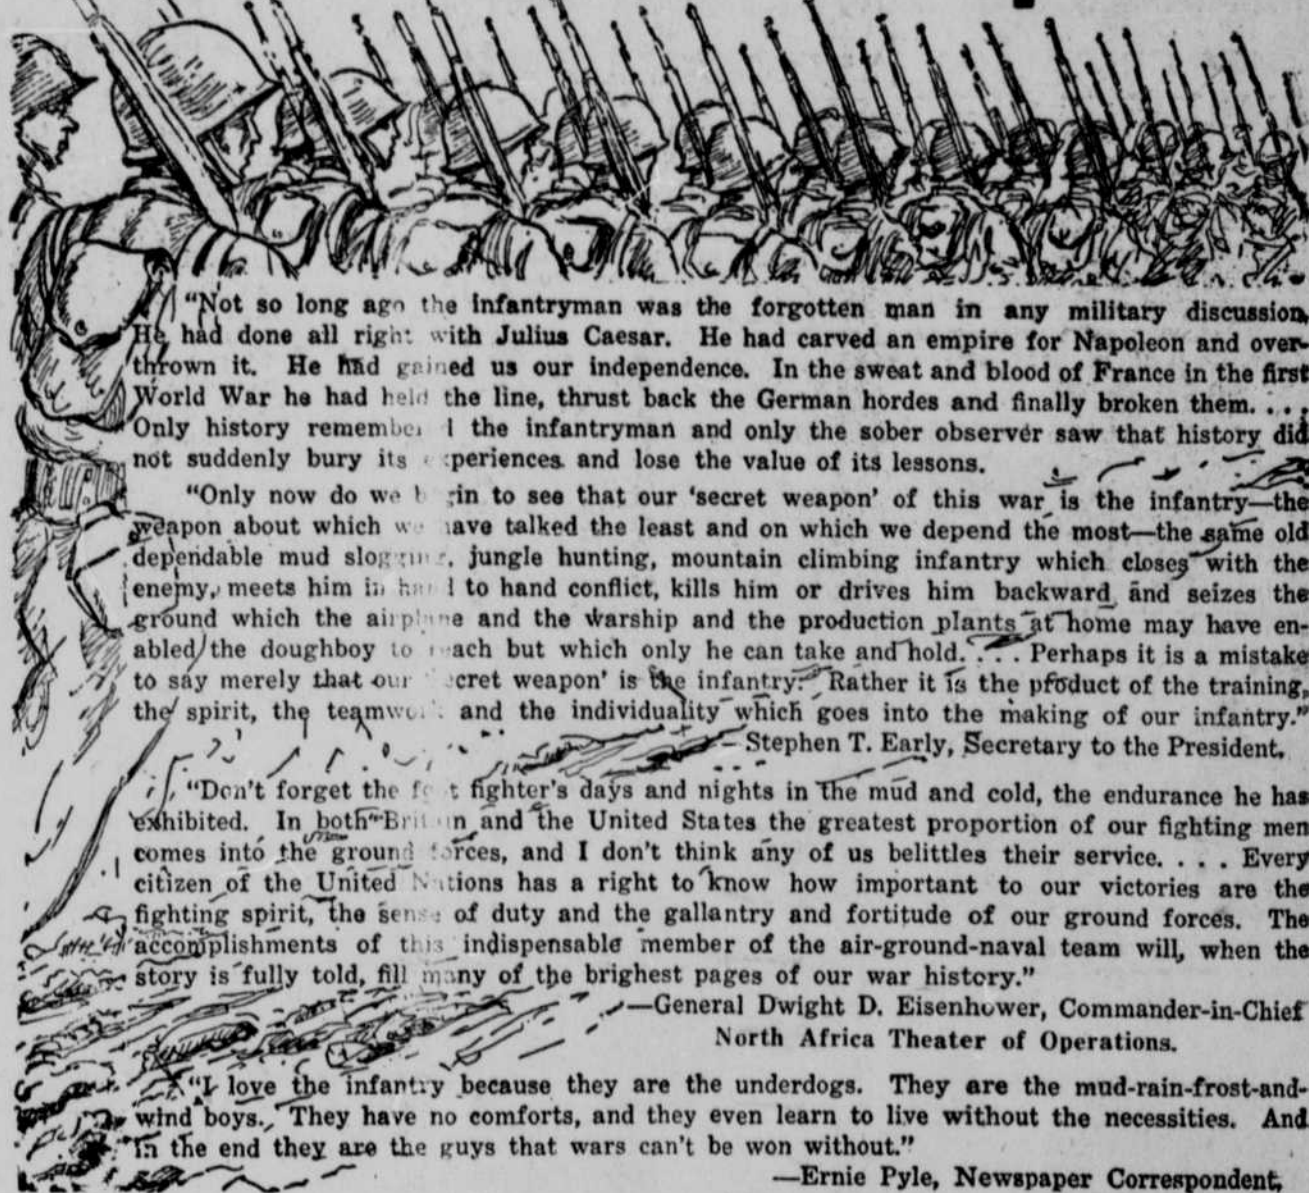 "Not so long ago the infantryman was the forgotten man in any military discussion.
He had done all right with Julius Caesar. He had carved an empire for Napoleon and over-
thrown it. He had gained us our independence. In the sweat and blood of France in the first
World War he had held the line, thrust back the German hordes and finally broken them. . . .
Only history remembered the infantryman and only the sober observer saw that history did
not suddenly bury its experiences and lose the value of its lessons.
"Only now do we begin to see that our 'secret weapon' of this war is the infantry—the
weapon about which we have talked the least and on which we depend the most—the same old
dependable mud slogging, jungle hunting, mountain climbing infantry which closes with the
enemy, meets him in hand to hand conflict, kills him or drives him backward and seizes the
ground which the airplane and the warship and the production plants at home may have en-
abled the doughboy to reach but which only he can take and hold. . . . Perhaps it is a mistake
to say merely that our 'secret weapon' is the infantry. Rather it is the product of the training,
the spirit, the teamwork and the individuality which goes into the making of our infantry."
—Stephen T. Early, Secretary to the President.
"Don't forget the foot fighter's days and nights in the mud and cold, the endurance he has
exhibited. In both Britain and the United States the greatest proportion of our fighting men
comes into the ground forces, and I don't think any of us belittles their service. . . . Every
citizen of the United Nations has a right to know how important to our victories are the
fighting spirit, the sense of duty and the gallantry and fortitude of our ground forces. The
accomplishments of this indispensable member of the air-ground-naval team will, when the
story is fully told, fill many of the brighest pages of our war history."
—General Dwight D. Eisenhower, Commander-in-Chief
North Africa Theater of Operations.
"I love the infantry because they are the underdogs. They are the mud-rain-frost-and-
wind boys. They have no comforts, and they even learn to live without the necessities. And
in the end they are the guys that wars can't be won without."
—Ernie Pyle, Newspaper Correspondent.